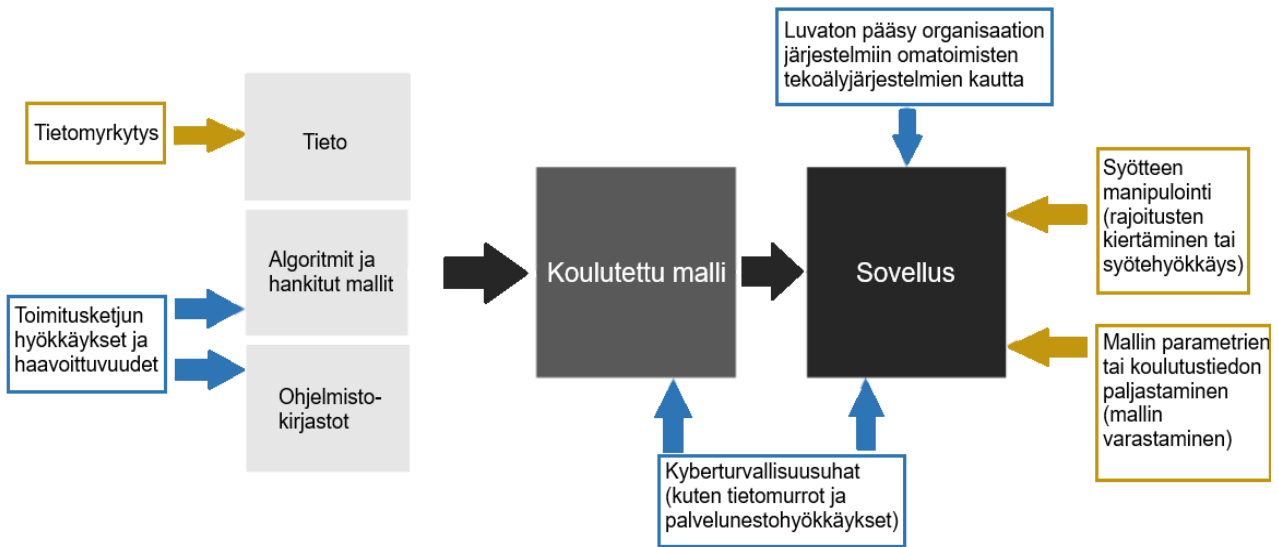 Luvaton pääsy organisaation
järjestelmiin omatoimisten
tekoälyjärjestelmien kautta
Tietomyrkytys
Tieto
Syötteen
manipulointi
(rajoitusten
kiertäminen tai
syötehyökkäys)
Algoritmit ja
hankitut mallit
Koulutettu malli
Sovellus
Toimitusketjun
hyökkäykset ja
haavoittuvuudet
Mallin parametrien
tai koulutustiedon
paljastaminen
(mallin
varastaminen)
Ohjelmisto-
kirjastot
Kyberturvallisuusuhat
(kuten tietomurrot ja
palvelunestohyökkäykset)